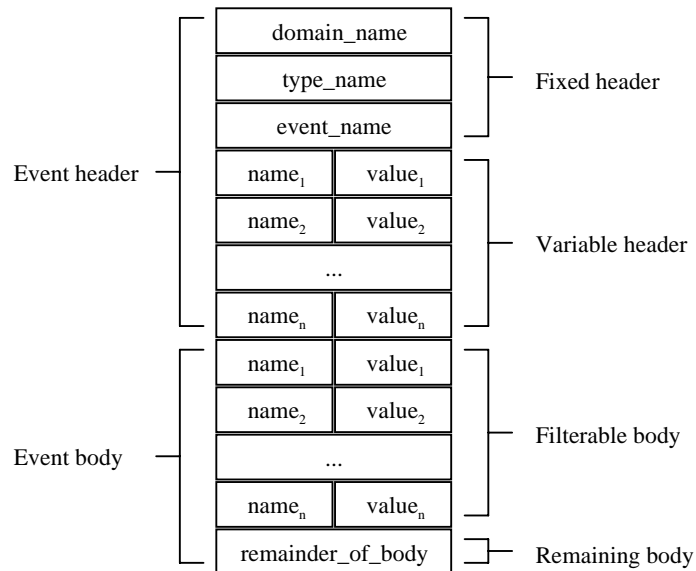 domain_name
type_name
Fixed header
event_name
Event header
name1 value1
name2 value2
Variable header
...
namen valuen
name1 value1
name2 value2
Filterable body
Event body
...
namen valuen
remainder_of_body
Remaining body